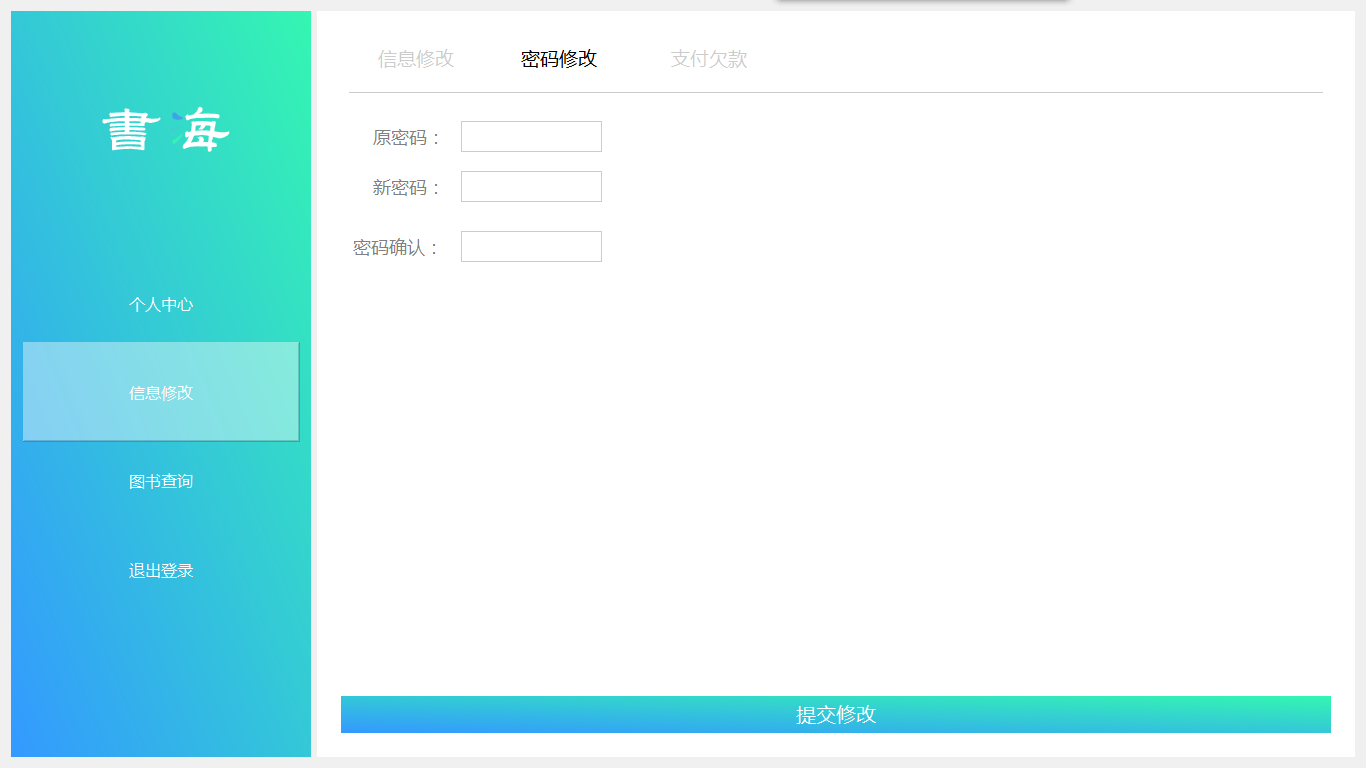 書海
个人中心
信息修改
图书查询
退出登录
信息修改 密码修改 支付欠款
原密码：
新密码：
密码确认：
提交修改